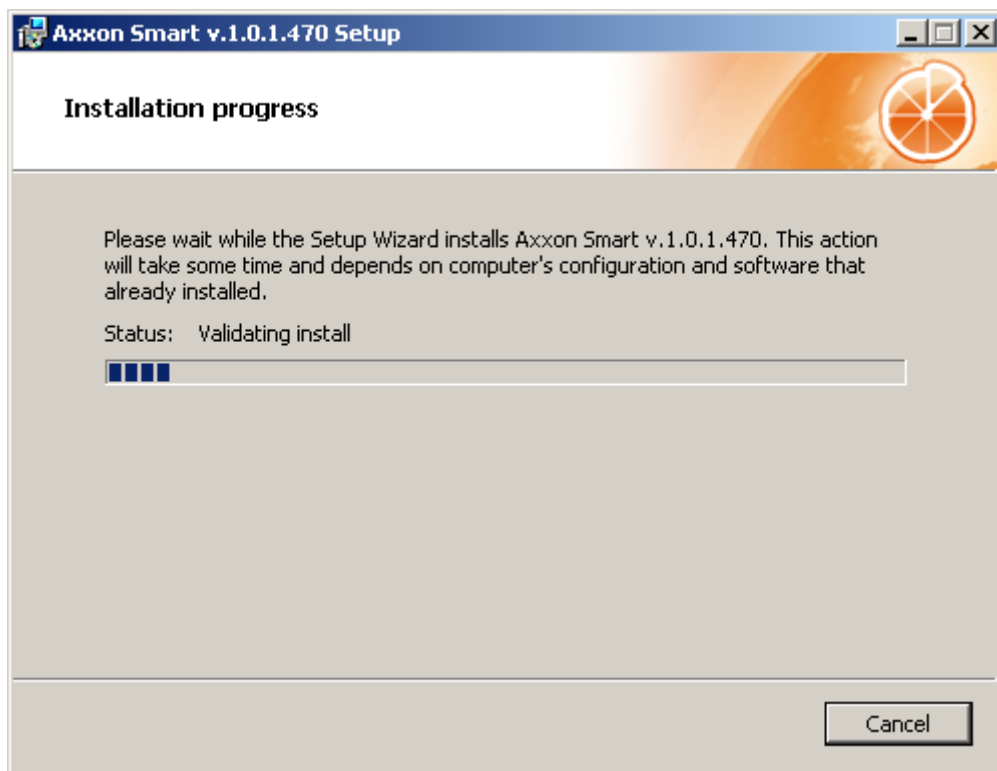 Axxon Smart v.1.0.1.470 Setup
Installation progress
Please wait while the Setup Wizard installs Axxon Smart v.1.0.1.470. This action
will take some time and depends on computer's configuration and software that
already installed.
Status: Validating install
Cancel